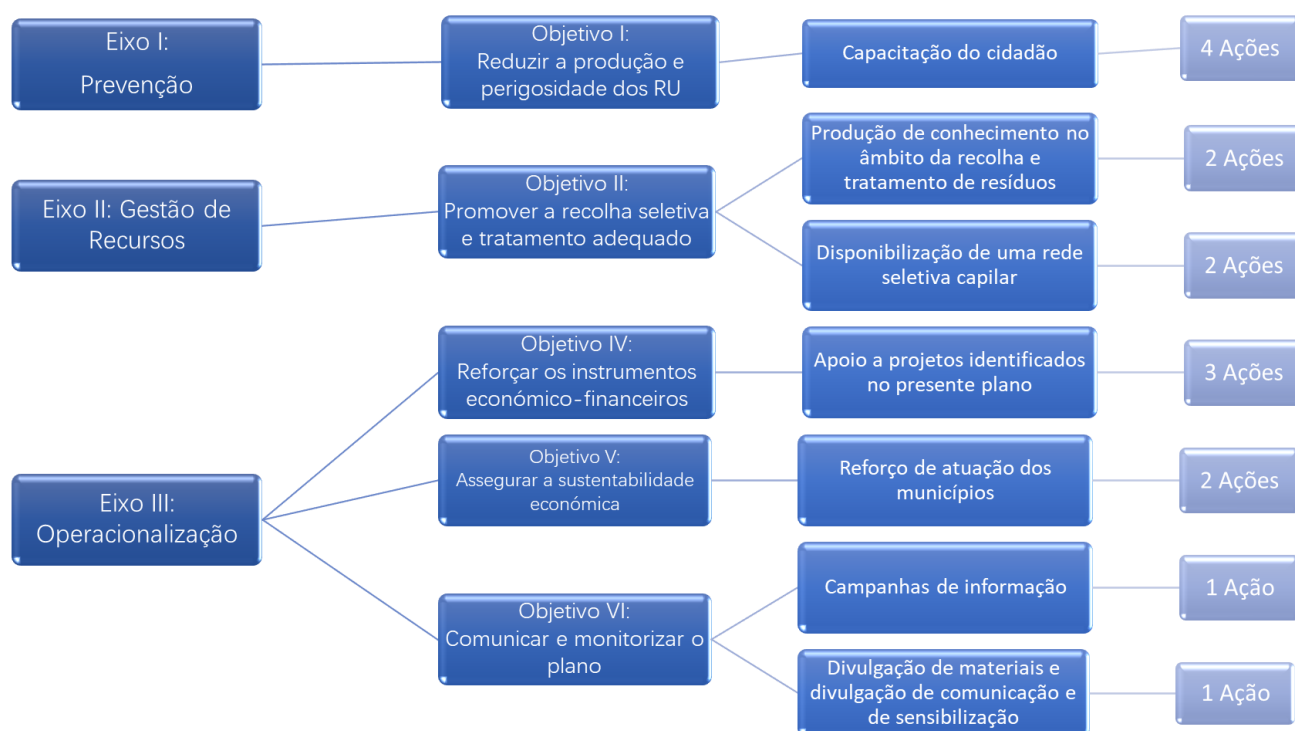 Eixo I:
Prevenção
Objetivo I:
Reduzir a produção e
perigosidade dos RU
Capacitação do cidadão
4 Ações
Eixo II: Gestão de
Recursos
Objetivo II:
Promover a recolha seletiva
e tratamento adequado
Produção de conhecimento no
âmbito da recolha e
tratamento de resíduos
2 Ações
Disponibilização de uma rede
seletiva capilar
2 Ações
Eixo III:
Operacionalização
Objetivo IV:
Reforçar os instrumentos
económico-financeiros
Apoio a projetos identificados
no presente plano
3 Ações
Objetivo V:
Assegurar a sustentabilidade
económica
Reforço de atuação dos
municípios
2 Ações
Objetivo VI:
Comunicar e monitorizar o
plano
Campanhas de informação
1 Ação
Divulgação de materiais e
divulgação de comunicação e
de sensibilização
1 Ação